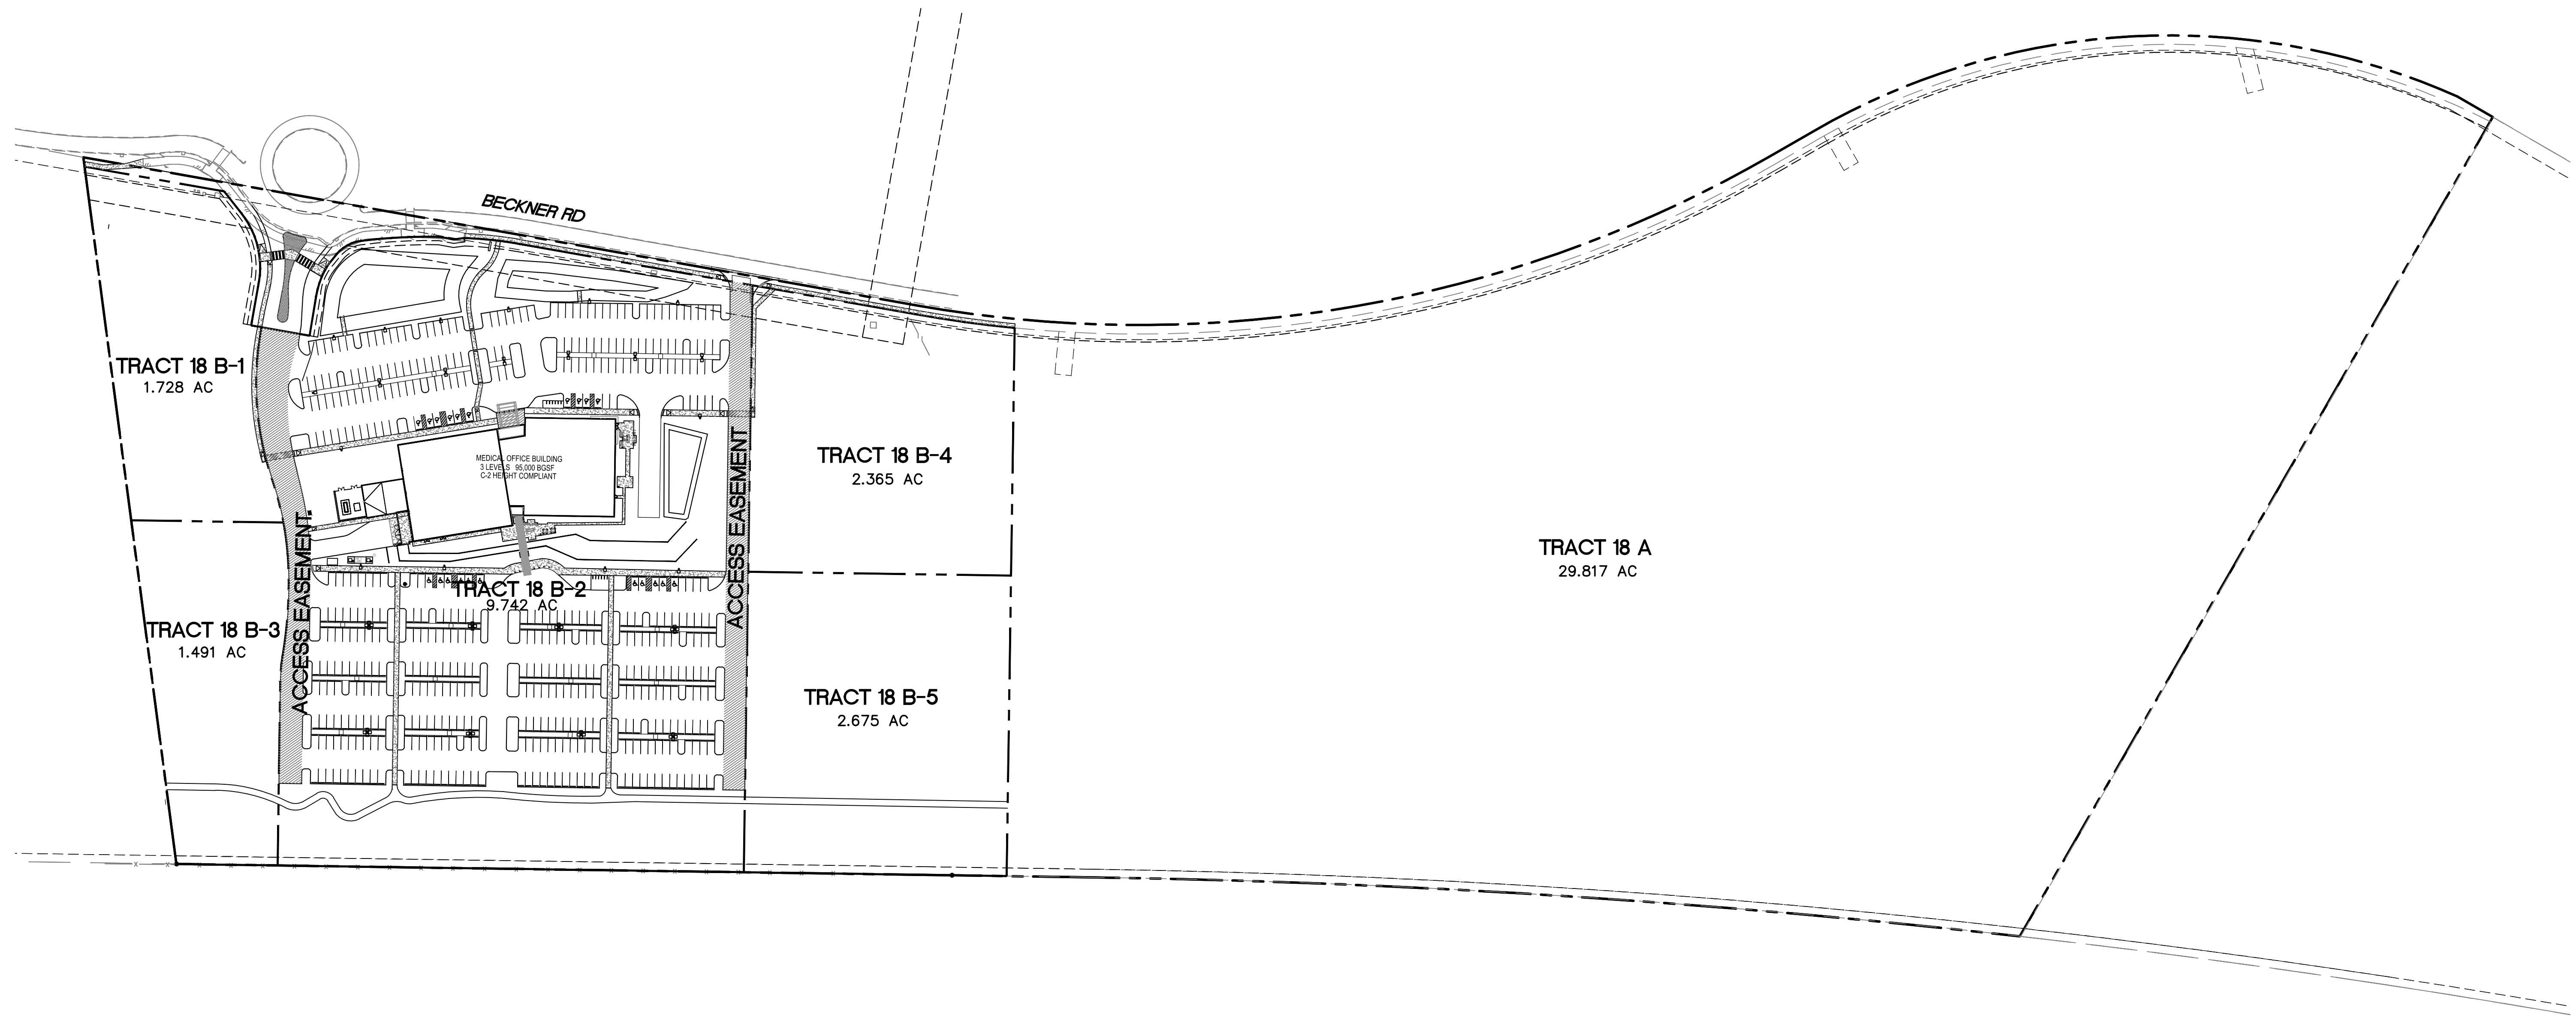 BECKNER RD
TRACT 18 B-1
1.728 AC
MEDICAL OFFICE BUILDING
3 LEVELS 95,000 BGSF
C-2 HEIGHT COMPLIANT
ACCESS EASEMENT
TRACT 18 B-4
2.365 AC
TRACT 18 A
29.817 AC
ACCESS EASEMENT
TRACT 18 B-2
9.742 AC
TRACT 18 B-3
1.491 AC
TRACT 18 B-5
2.675 AC